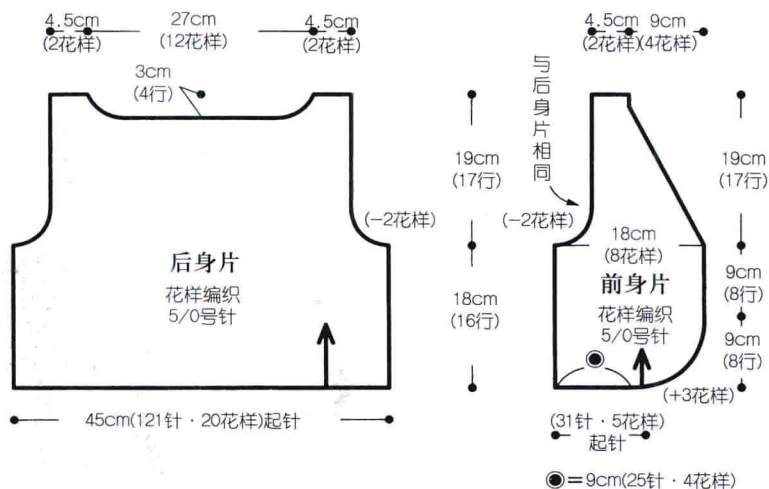 4.5cm 27cm 4.5cm
(2花样) (12花样) (2花样)
3cm
(4行)
(-2花样)
后身片
花样编织
5/0号针
45cm(121针·20花样)起针
19cm
(17行)
18cm
(16行)
4.5cm 9cm
(2花样)(4花样)
与后身片相同
(-2花样)
18cm
(8花样)
前身片
花样编织
5/0号针
(+3花样)
(31针·5花样)
起针
19cm
(17行)
9cm
(8行)
9cm
(8行)
=9cm(25针·4花样)